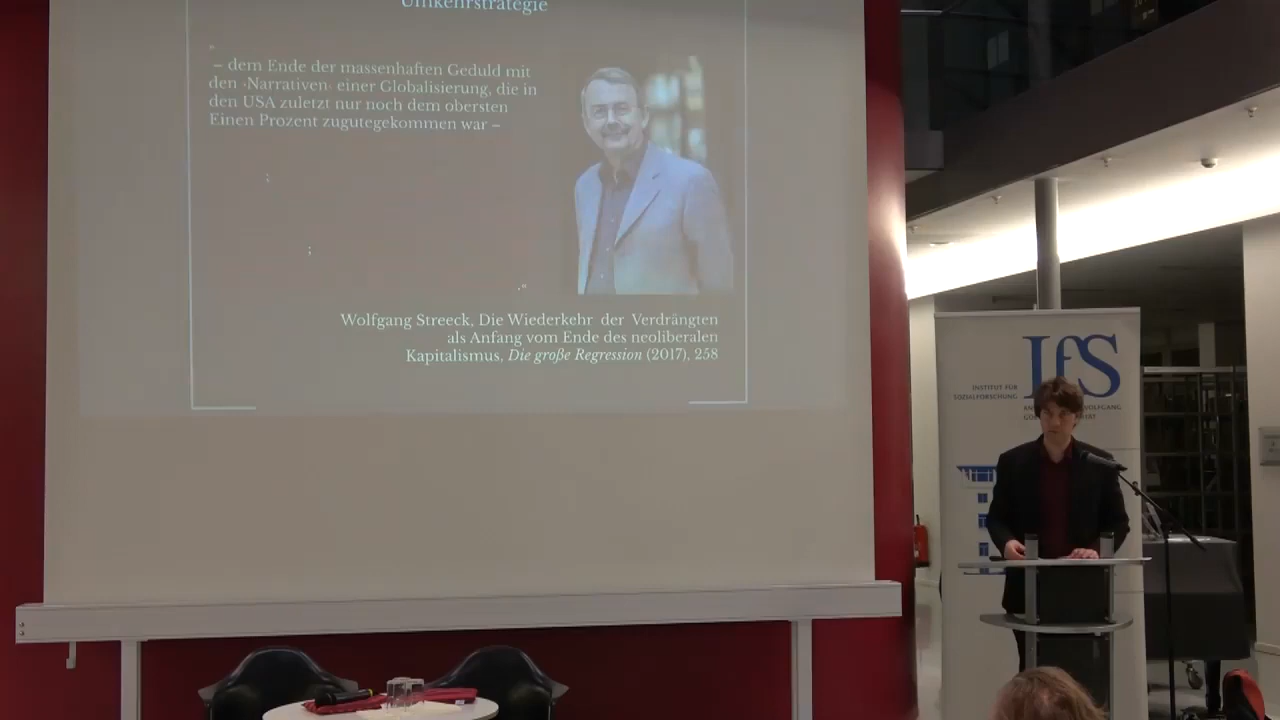 Umkehrstrategie
„
– dem Ende der massenhaften Geduld mit
den ›Narrativen‹ einer Globalisierung, die in
den USA zuletzt nur noch dem obersten
Einen Prozent zugutegekommen war –
;
;
.“
Wolfgang Streeck, Die Wiederkehr der Verdrängten
als Anfang vom Ende des neoliberalen
Kapitalismus, Die große Regression (2017), 258
IfS
INSTITUT FÜR
SOZIALFORSCHUNG